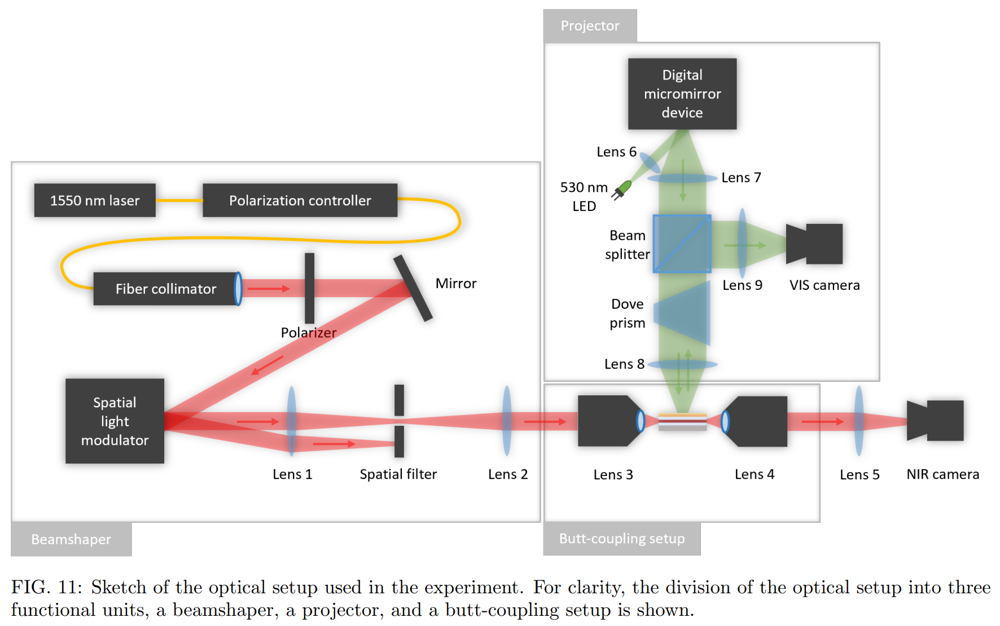 Projector
Digital
micromirror
device
Lens 6
Lens 7
530 nm
LED
1550 nm laser
Polarization controller
Beam
splitter
Fiber collimator
Mirror
Lens 9
VIS camera
Dove
prism
Polarizer
Lens 8
Spatial
light
modulator
Lens 1
Spatial filter
Lens 2
Lens 3
Lens 4
Lens 5
NIR camera
Beamshaper
Butt-coupling setup
FIG. 11: Sketch of the optical setup used in the experiment. For clarity, the division of the optical setup into three
functional units, a beamshaper, a projector, and a butt-coupling setup is shown.